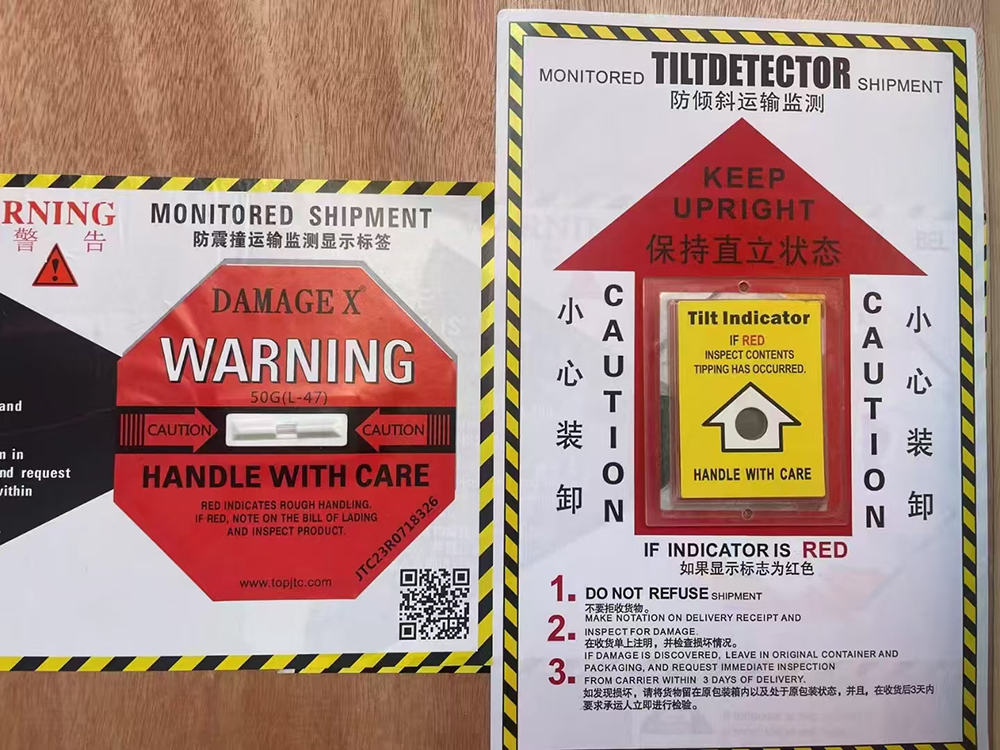 RNING
警 告
MONITORED SHIPMENT
防震撞运输监测显示标签
DAMAGE X
WARNING
50G(L-47)
CAUTION
CAUTION
HANDLE WITH CARE
RED INDICATES ROUGH HANDLING.
IF RED, NOTE ON THE BILL OF LADING
AND INSPECT PRODUCT.
JTC23R0718326
www.topjtc.com
and
n in
nd request
within
MONITORED TILTDETECTOR SHIPMENT
防倾斜运输监测
KEEP
UPRIGHT
保持直立状态
小心装卸
CAUTION
Tilt Indicator
IF RED
INSPECT CONTENTS
TIPPING HAS OCCURRED.
HANDLE WITH CARE
CAUTION
小心装卸
IF INDICATOR IS RED
如果显示标志为红色
1. DO NOT REFUSE SHIPMENT
不要拒收货物。
2. MAKE NOTATION ON DELIVERY RECEIPT AND
INSPECT FOR DAMAGE.
在收货单上注明，并检查损坏情况。
3. IF DAMAGE IS DISCOVERED, LEAVE IN ORIGINAL CONTAINER AND
PACKAGING, AND REQUEST IMMEDIATE INSPECTION
FROM CARRIER WITHIN 3 DAYS OF DELIVERY.
如发现损坏，请将货物留在原包装箱内以及处于原包装状态，并且，在收货后3天内
要求承运人立即进行检验。